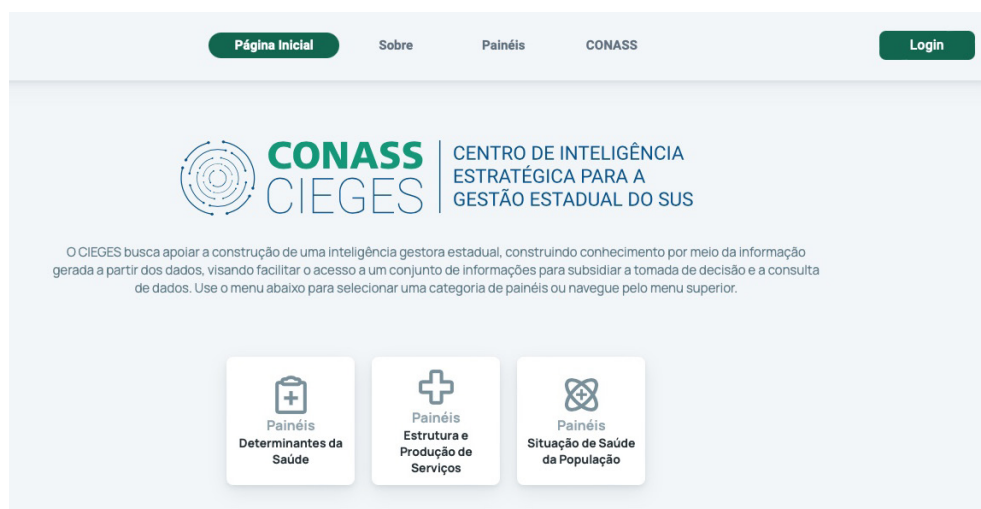 Página Inicial Sobre Painéis CONASS Login
CONASS
CIEGES
CENTRO DE INTELIGÊNCIA
ESTRATÉGICA PARA A
GESTÃO ESTADUAL DO SUS
O CIEGES busca apoiar a construção de uma inteligência gestora estadual, construindo conhecimento por meio da informação
gerada a partir dos dados, visando facilitar o acesso a um conjunto de informações para subsidiar a tomada de decisão e a consulta
de dados. Use o menu abaixo para selecionar uma categoria de painéis ou navegue pelo menu superior.
Painéis
Determinantes da
Saúde
Painéis
Estrutura e
Produção de
Serviços
Painéis
Situação de Saúde
da População